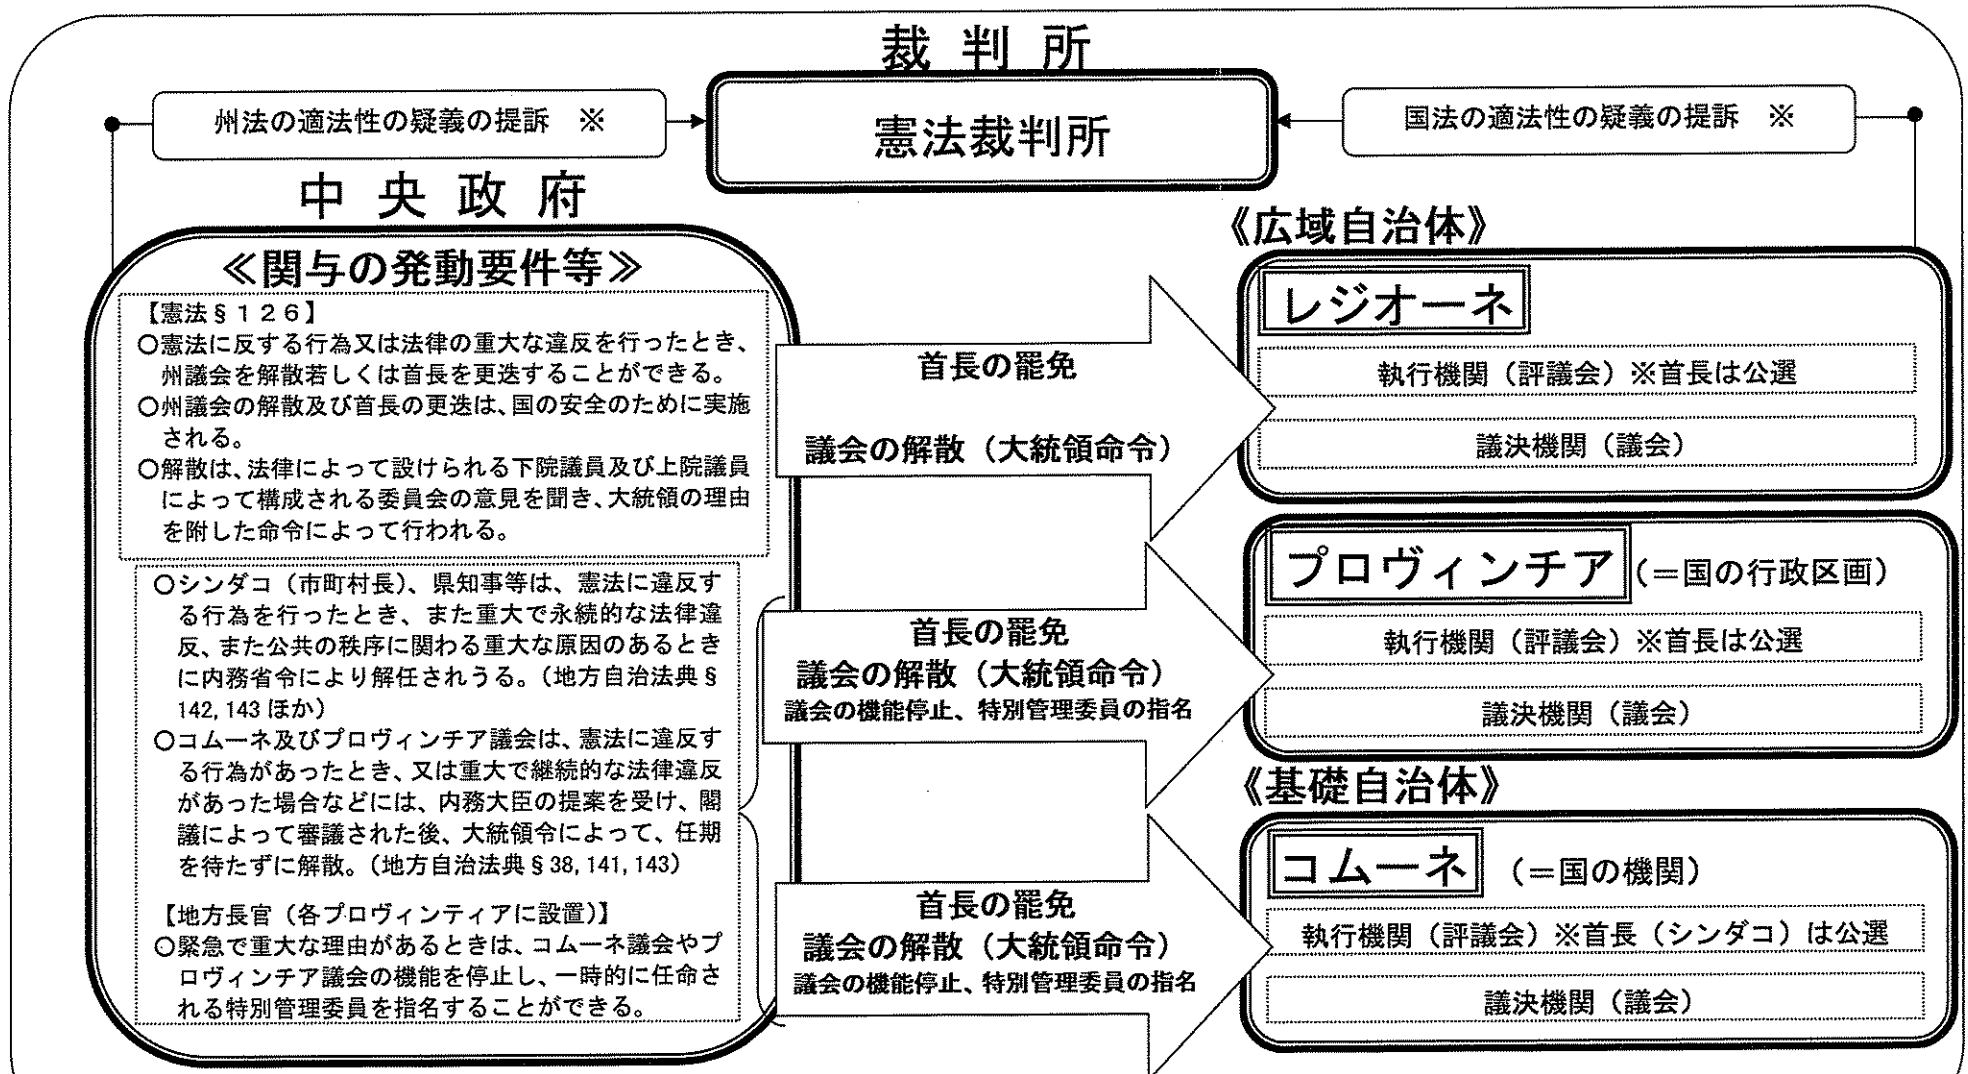 裁 判 所
州法の適法性の疑義の提訴 ※
憲法裁判所
国法の適法性の疑義の提訴 ※
中 央 政 府
≪関与の発動要件等≫
【憲法§126】
○憲法に反する行為又は法律の重大な違反を行ったとき、
州議会を解散若しくは首長を更迭することができる。
○州議会の解散及び首長の更迭は、国の安全のために実施
される。
○解散は、法律によって設けられる下院議員及び上院議員
によって構成される委員会の意見を聞き、大統領の理由
を附した命令によって行われる。
○シンダコ（市町村長）、県知事等は、憲法に違反す
る行為を行ったとき、また重大で永続的な法律違
反、また公共の秩序に関わる重大な原因のあるとき
に内務省令により解任されうる。（地方自治法典§
142,143 ほか）
○コムーネ及びプロヴィンチア議会は、憲法に違反す
る行為があったとき、又は重大で継続的な法律違反
があった場合などには、内務大臣の提案を受け、閣
議によって審議された後、大統領令によって、任期
を待たずに解散。（地方自治法典§38,141,143）
【地方長官（各プロヴィンティアに設置）】
○緊急で重大な理由があるときは、コムーネ議会やプ
ロヴィンチア議会の機能を停止し、一時的に任命さ
れる特別管理委員を指名することができる。
首長の罷免
議会の解散（大統領命令）
首長の罷免
議会の解散（大統領命令）
議会の機能停止、特別管理委員の指名
首長の罷免
議会の解散（大統領命令）
議会の機能停止、特別管理委員の指名
《広域自治体》
レジオーネ
執行機関（評議会）※首長は公選
議決機関（議会）
プロヴィンチア（＝国の行政区画）
執行機関（評議会）※首長は公選
議決機関（議会）
《基礎自治体》
コムーネ （＝国の機関）
執行機関（評議会）※首長（シンダコ）は公選
議決機関（議会）